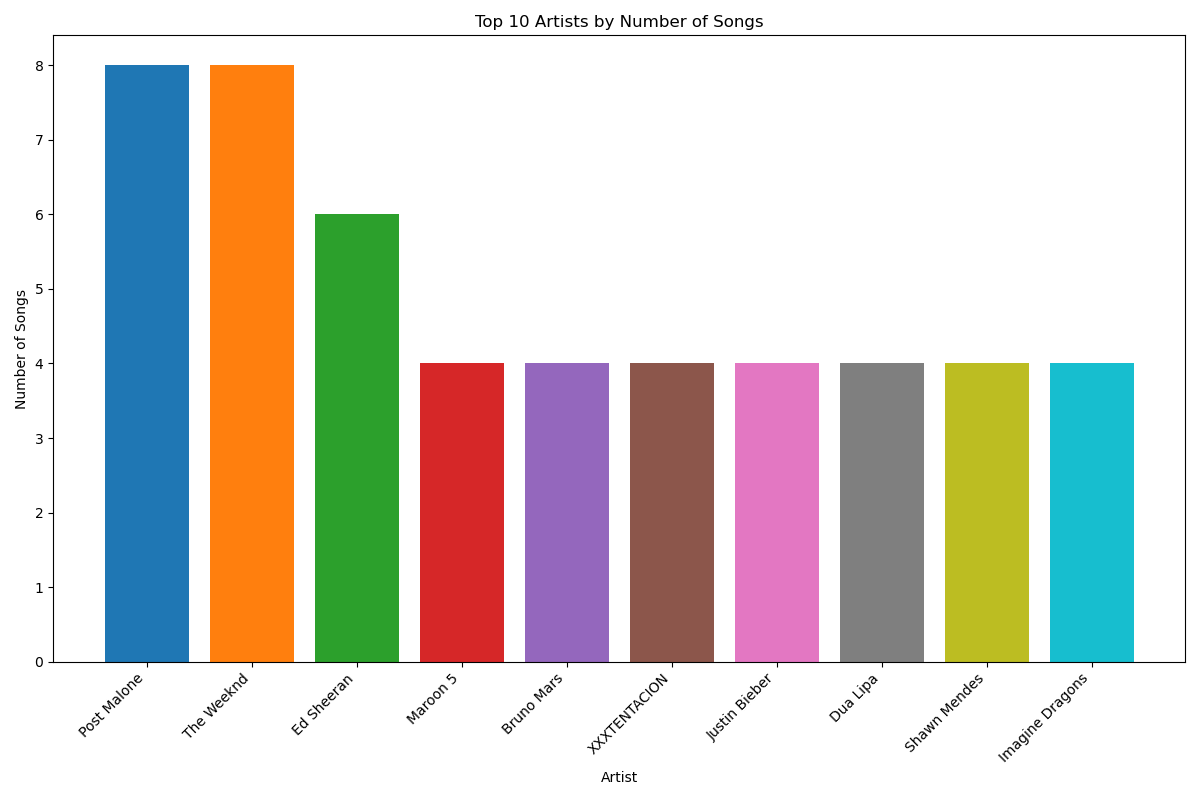 Top 10 Artists by Number of Songs
Number of Songs
8
7
6
5
4
3
2
1
0
Post Malone
The Weeknd
Ed Sheeran
Maroon 5
Bruno Mars
XXXTENTACION
Justin Bieber
Dua Lipa
Shawn Mendes
Imagine Dragons
Artist